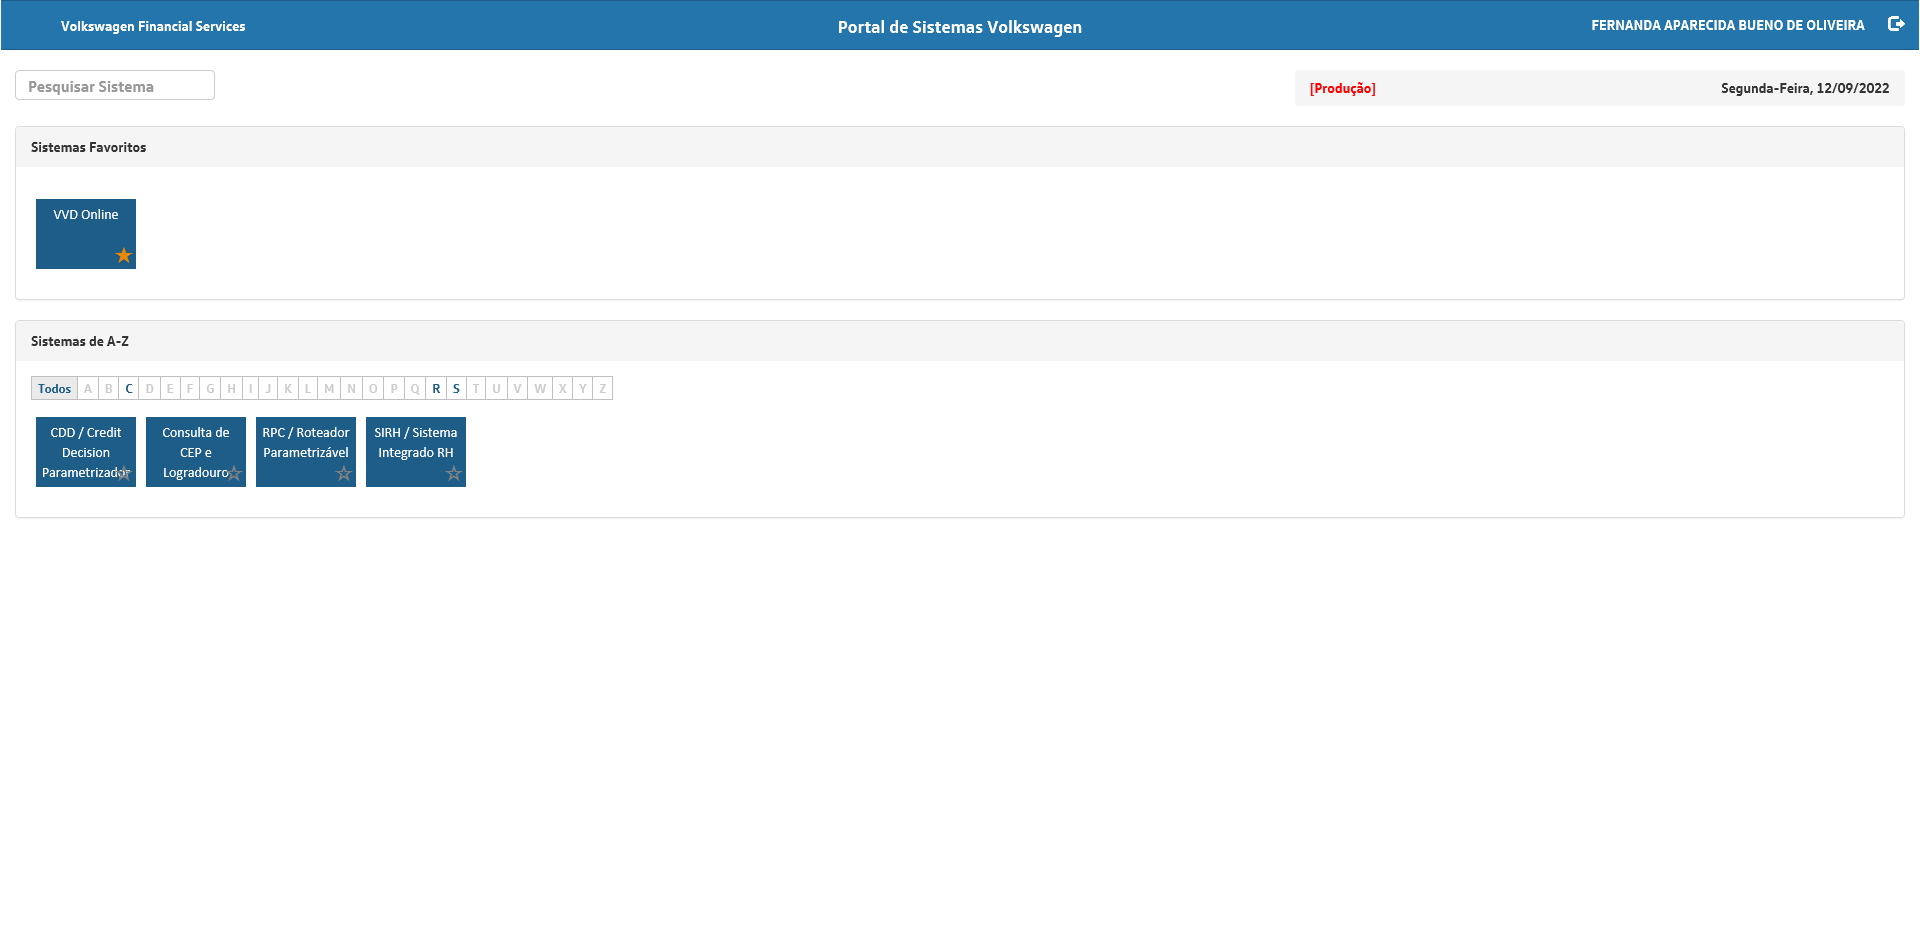 Volkswagen Financial Services
Portal de Sistemas Volkswagen
FERNANDA APARECIDA BUENO DE OLIVEIRA
Pesquisar Sistema
[Produção]
Segunda-Feira, 12/09/2022
Sistemas Favoritos
VVD Online
Sistemas de A-Z
Todos A B C D E F G H I J K L M N O P Q R S T U V W X Y Z
CDD / Credit
Decision
Parametrizador
Consulta de
CEP e
Logradouro
RPC / Roteador
Parametrizável
SIRH / Sistema
Integrado RH